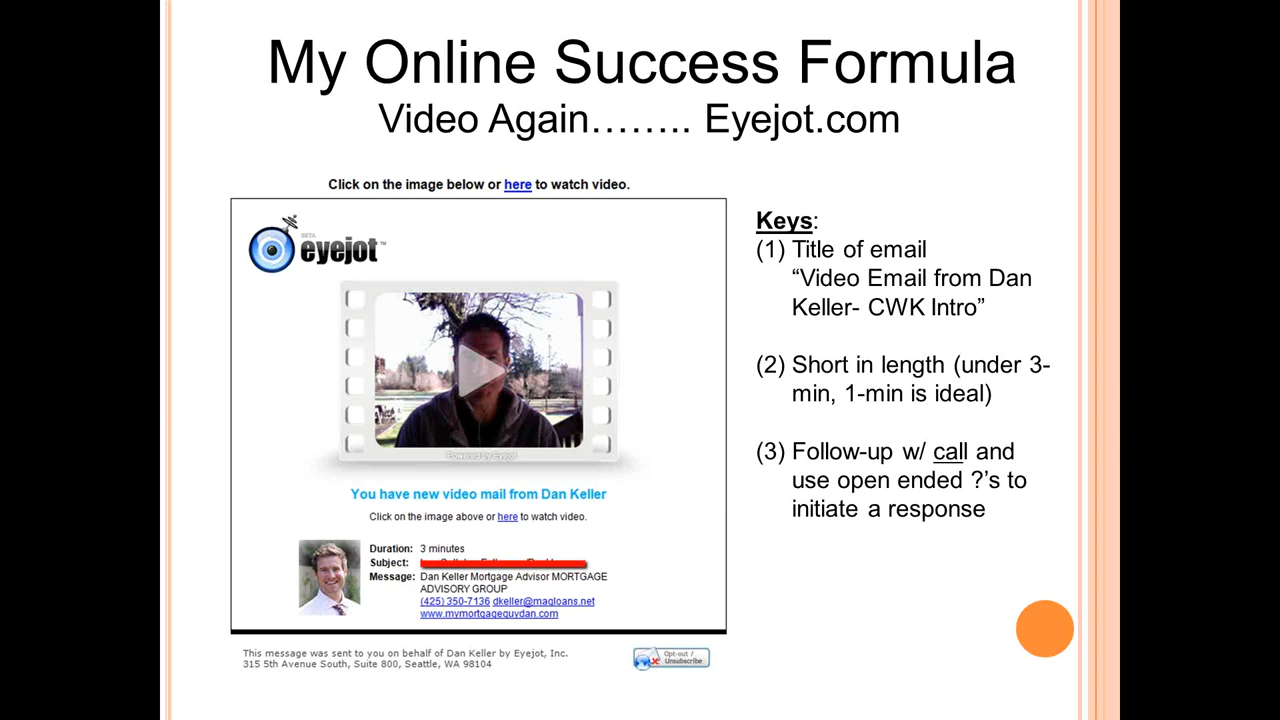 My Online Success Formula
Video Again…….. Eyejot.com
Click on the image below or here to watch video.
BETA
eyejot™
Powered by Eyejot
You have new video mail from Dan Keller
Click on the image above or here to watch video.
Duration: 3 minutes
Subject:
Message: Dan Keller Mortgage Advisor MORTGAGE
ADVISORY GROUP
(425) 350-7136 dkeller@magloans.net
www.mymortgageguydan.com
This message was sent to you on behalf of Dan Keller by Eyejot, Inc.
315 5th Avenue South, Suite 800, Seattle, WA 98104
Opt-out /
Unsubscribe
Keys:
(1) Title of email
“Video Email from Dan
Keller- CWK Intro”
(2) Short in length (under 3-
min, 1-min is ideal)
(3) Follow-up w/ call and
use open ended ?’s to
initiate a response